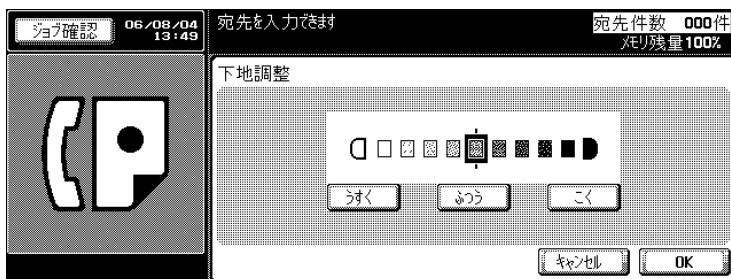 ジョブ確認
06/08/04
13:49
宛先を入力できます
宛先件数 000件
メモリ残量100%
下地調整
うすく
ふつう
こく
キャンセル
OK